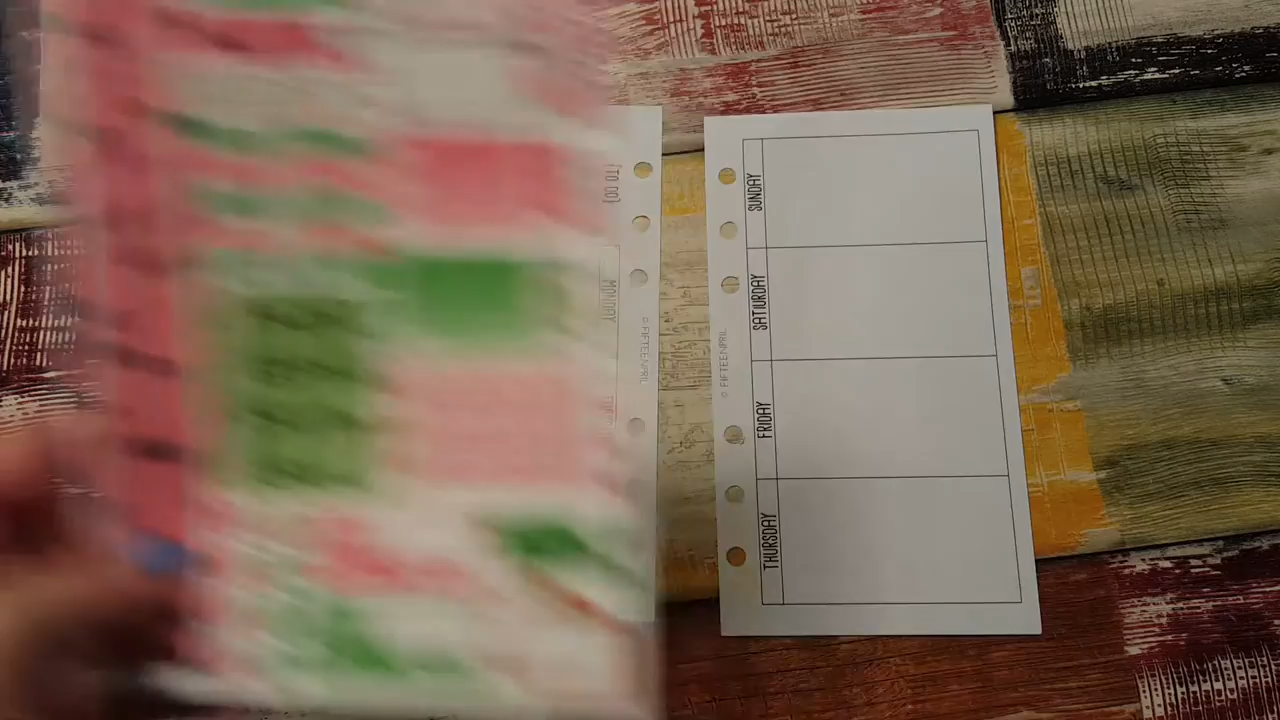 [TO DO]
MONDAY
© FIFTEENAPRIL
© FIFTEENAPRIL
SUNDAY
SATURDAY
FRIDAY
THURSDAY